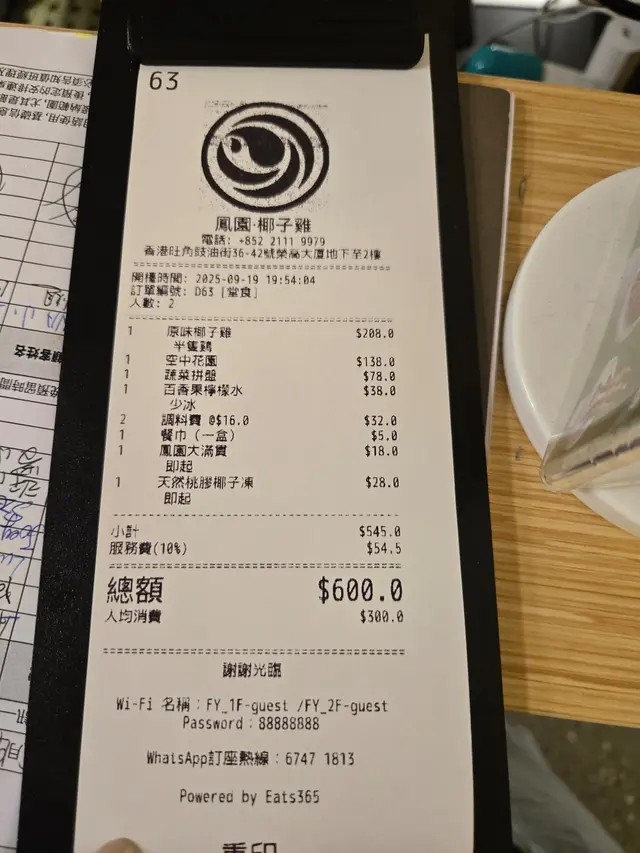 63
鳳園·椰子雞
電話: +852 2111 9979
香港旺角豉油街36-42號榮高大厦地下至2樓
開檯時間: 2025-09-19 19:54:04
訂單編號: D63 [堂食]
人數: 2
1 原味椰子雞 $208.0
半隻鷄
1 空中花園 $138.0
1 蔬菜拼盤 $78.0
1 百香果檸檬水 $38.0
少冰
2 調料費 @$16.0 $32.0
1 餐巾（一盒） $5.0
1 鳳園大滿貫 $18.0
即起
1 天然桃膠椰子凍 $28.0
即起
小計 $545.0
服務費(10%) $54.5
總額 $600.0
人均消費 $300.0
謝謝光臨
Wi-Fi 名稱：FY_1F-guest /FY_2F-guest
Password：88888888
WhatsApp訂座熱線：6747 1813
Powered by Eats365
重印
顧客姓名